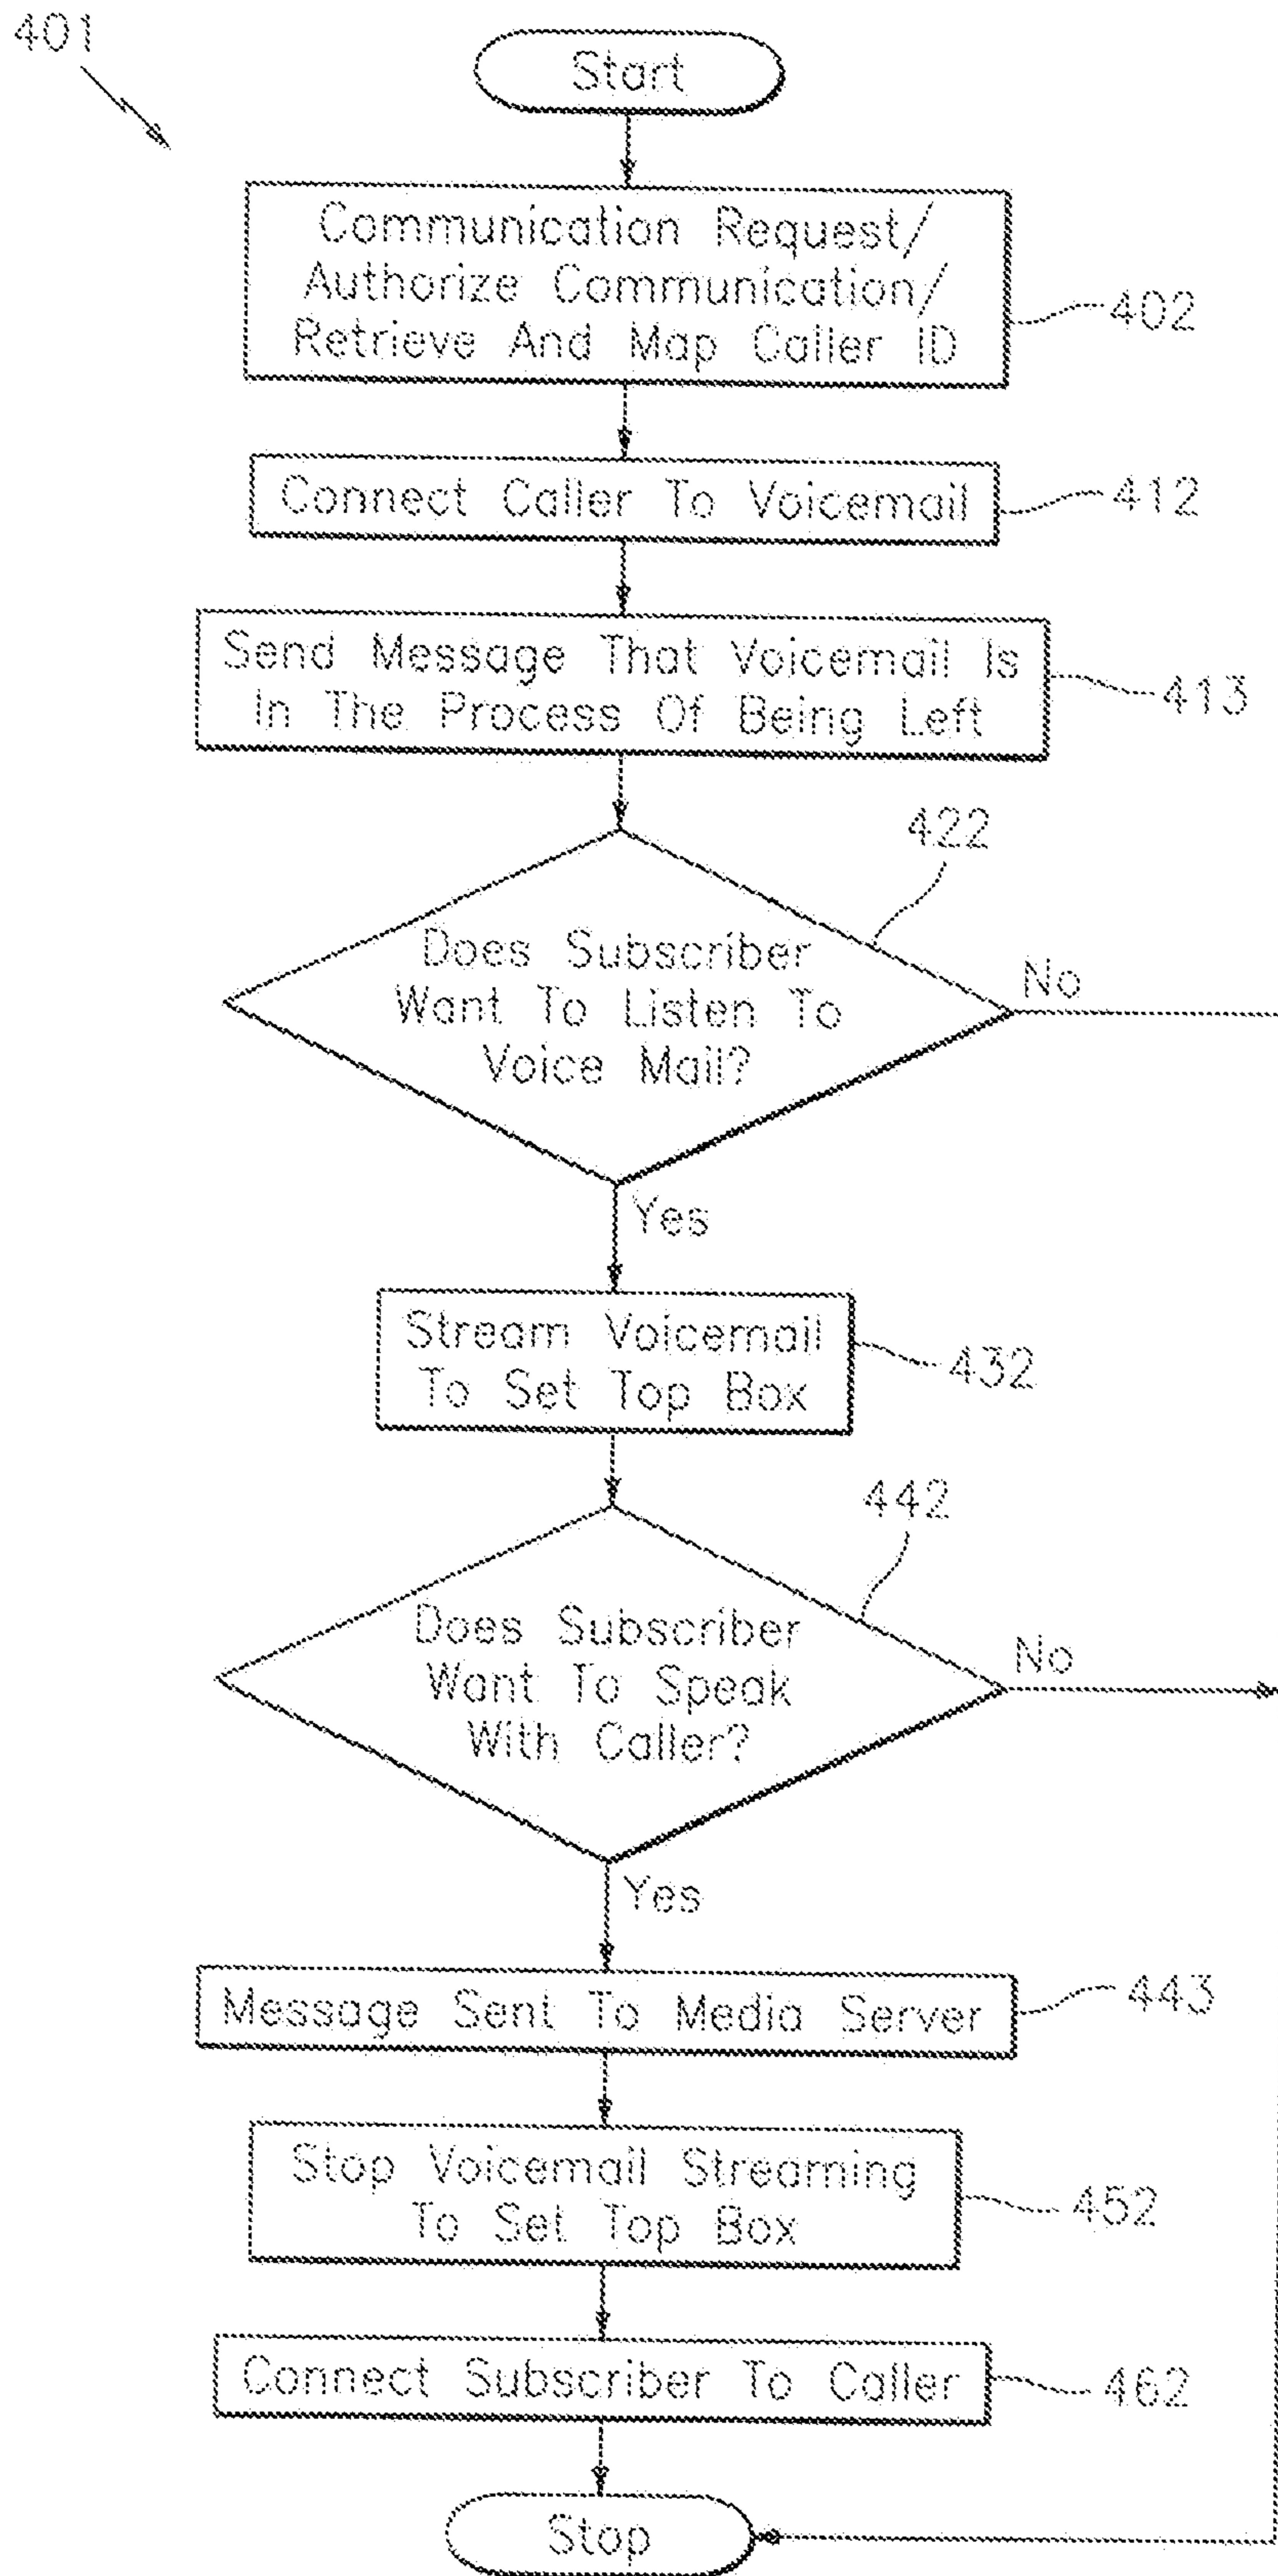 401
Start
Communication Request/
Authorize Communication/
Retrieve And Map Caller ID
402
Connect Caller To Voicemail
412
Send Message That Voicemail Is
In The Process Of Being Left
413
422
Does Subscriber
Want To Listen To
Voice Mail?
No
Yes
Stream Voicemail
To Set Top Box
432
442
Does Subscriber
Want To Speak
With Caller?
No
Yes
Message Sent To Media Server
443
Stop Voicemail Streaming
To Set Top Box
452
Connect Subscriber To Caller
462
Stop